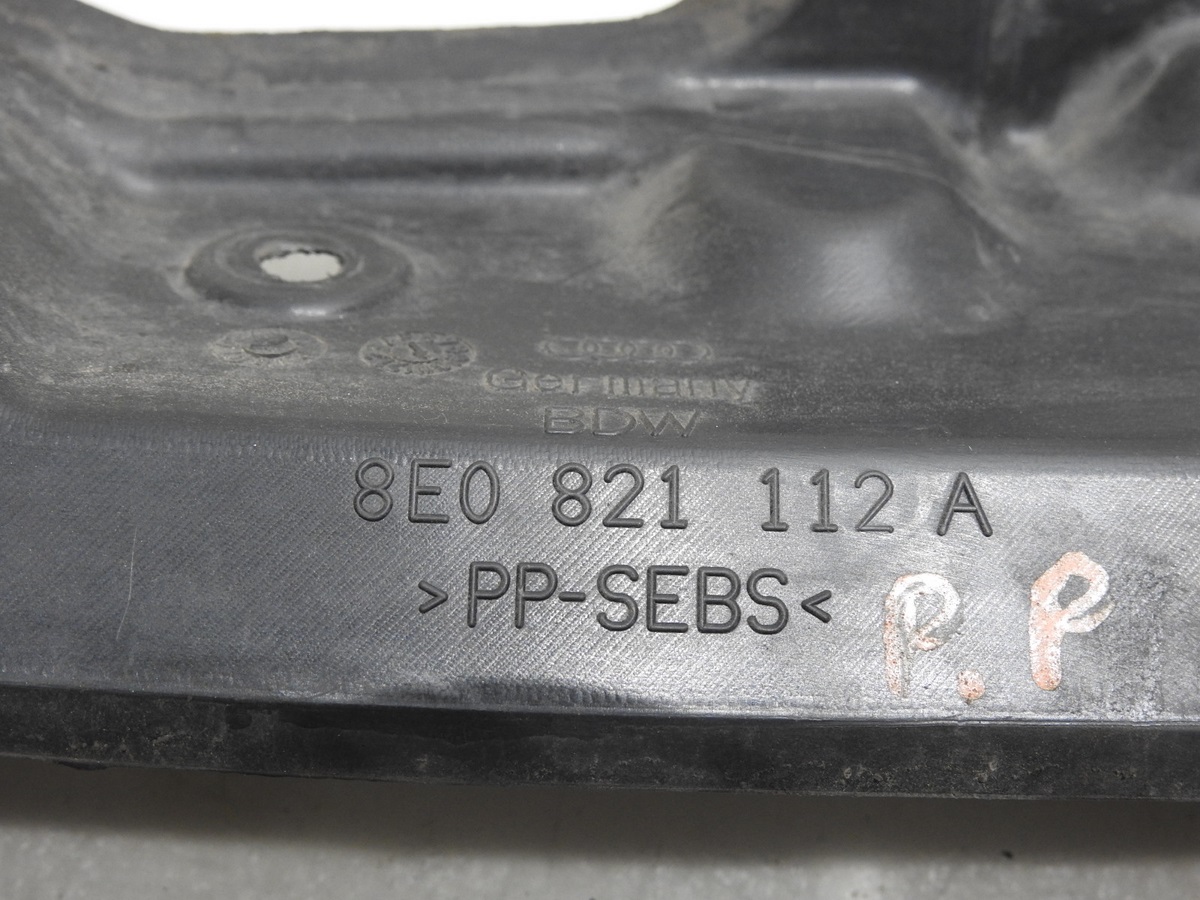 Germany
BDW
8E0 821 112 A
>PP-SEBS<
P.P